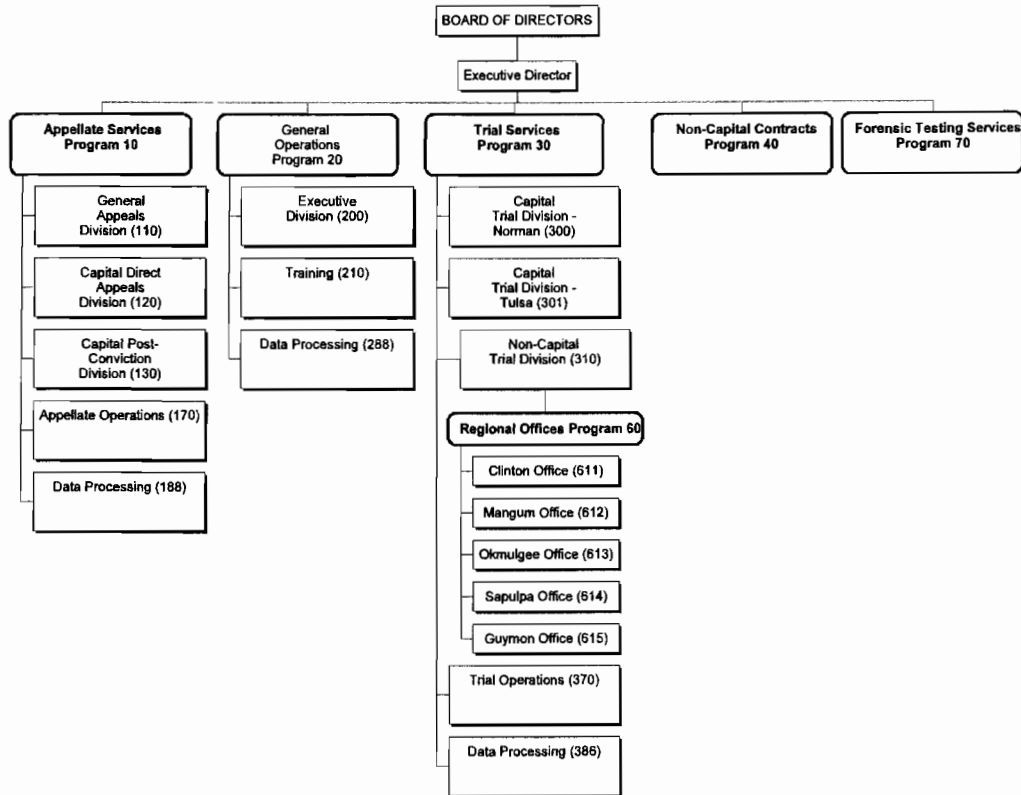 BOARD OF DIRECTORS
Executive Director
Appellate Services
Program 10
General
Operations
Program 20
Trial Services
Program 30
Non-Capital Contracts
Program 40
Forensic Testing Services
Program 70
General
Appeals
Division (110)
Capital Direct
Appeals
Division (120)
Capital Post-
Conviction
Division (130)
Appellate Operations (170)
Data Processing (188)
Executive
Division (200)
Training (210)
Data Processing (288)
Capital
Trial Division -
Norman (300)
Capital
Trial Division -
Tulsa (301)
Non-Capital
Trial Division (310)
Regional Offices Program 60
Clinton Office (611)
Mangum Office (612)
Okmulgee Office (613)
Sapulpa Office (614)
Guymon Office (615)
Trial Operations (370)
Data Processing (386)